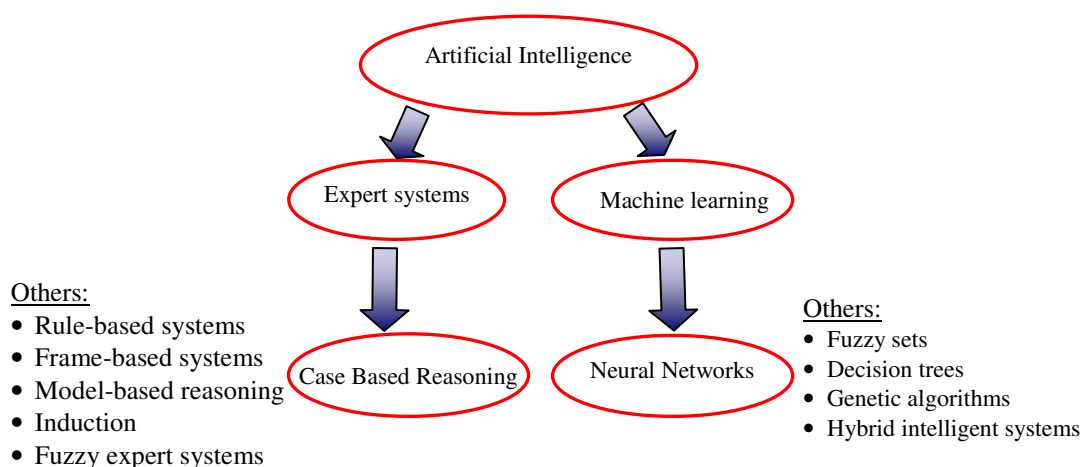 Artificial Intelligence
Expert systems
Machine learning
Others:
• Rule-based systems
• Frame-based systems
• Model-based reasoning
• Induction
• Fuzzy expert systems
Case Based Reasoning
Neural Networks
Others:
• Fuzzy sets
• Decision trees
• Genetic algorithms
• Hybrid intelligent systems